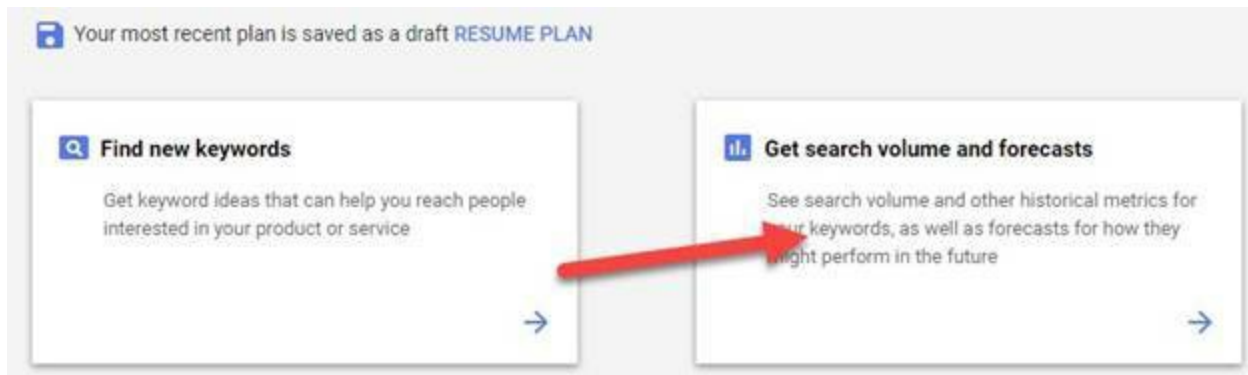 Your most recent plan is saved as a draft RESUME PLAN
Find new keywords
Get keyword ideas that can help you reach people
interested in your product or service
Get search volume and forecasts
See search volume and other historical metrics for
your keywords, as well as forecasts for how they
might perform in the future